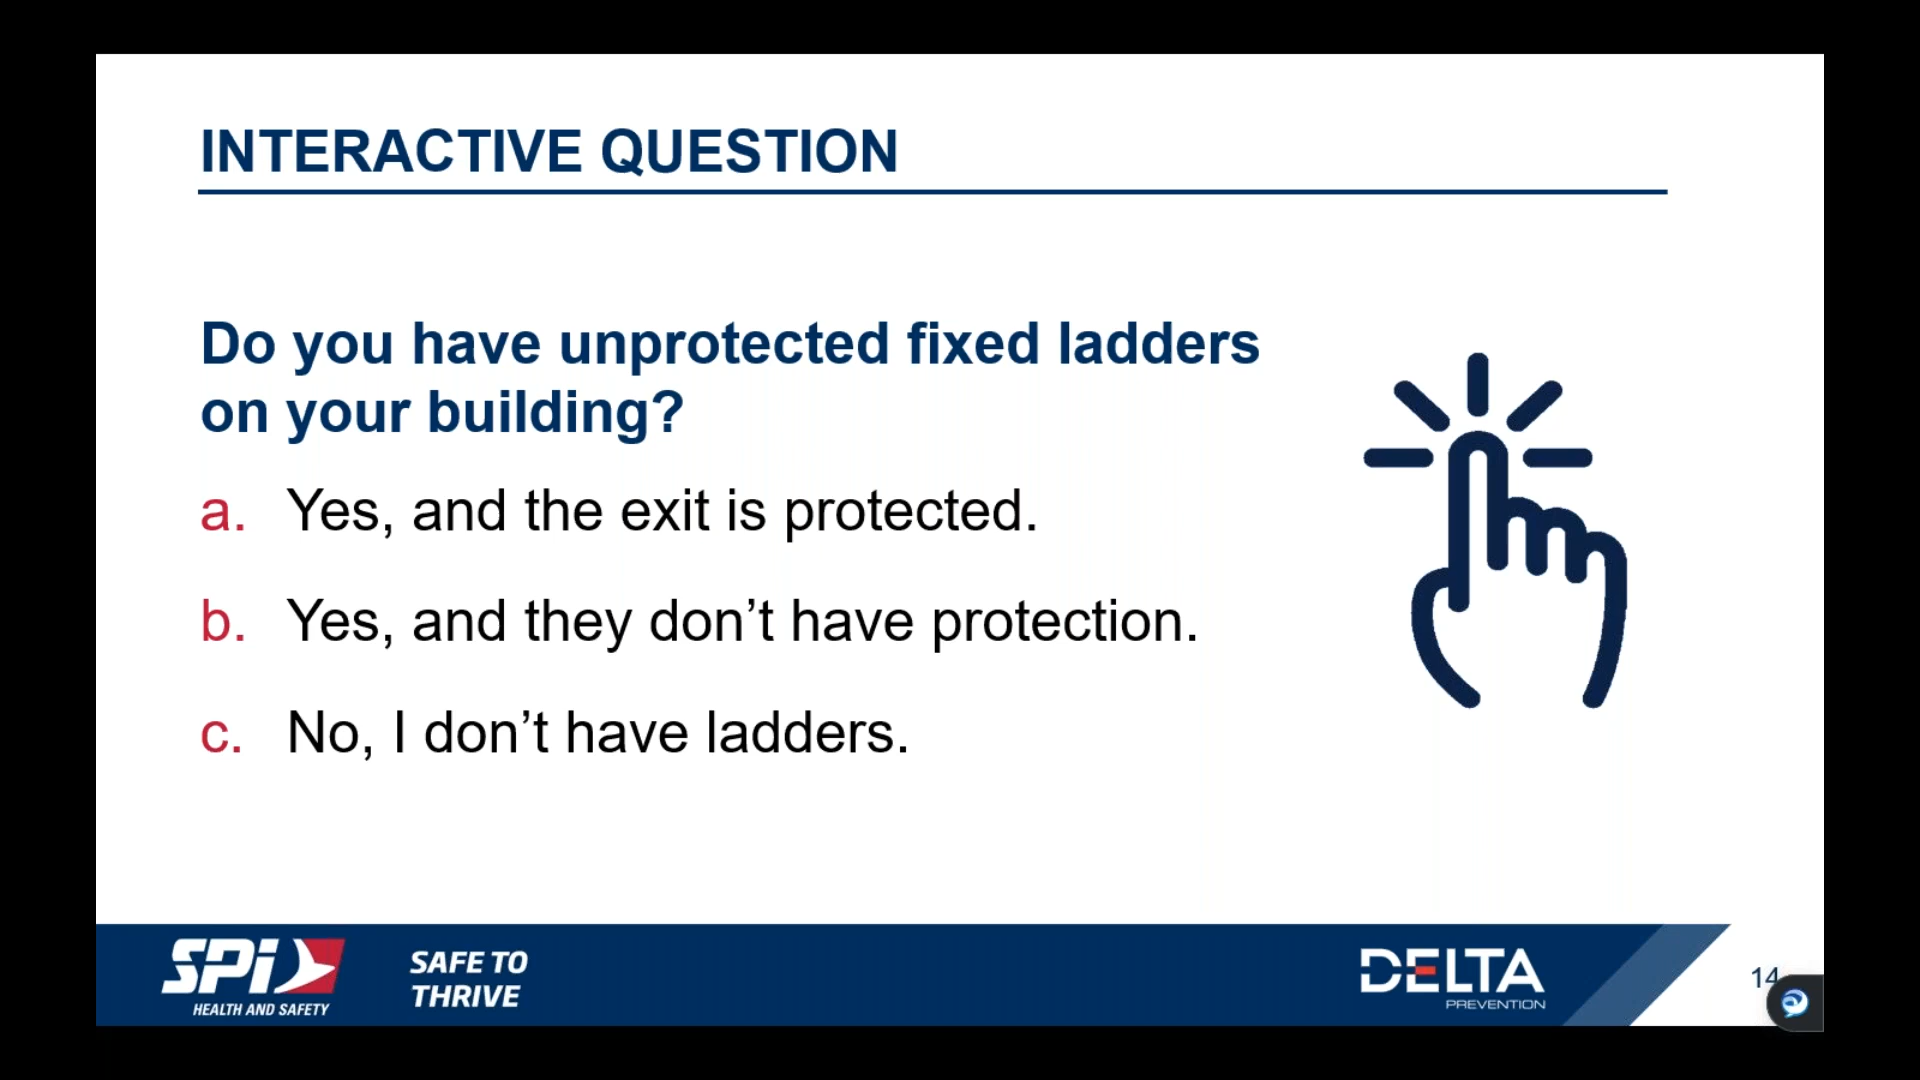 INTERACTIVE QUESTION
Do you have unprotected fixed ladders
on your building?
a. Yes, and the exit is protected.
b. Yes, and they don’t have protection.
c. No, I don’t have ladders.
SPi
HEALTH AND SAFETY
SAFE TO
THRIVE
DELTA
PREVENTION
14